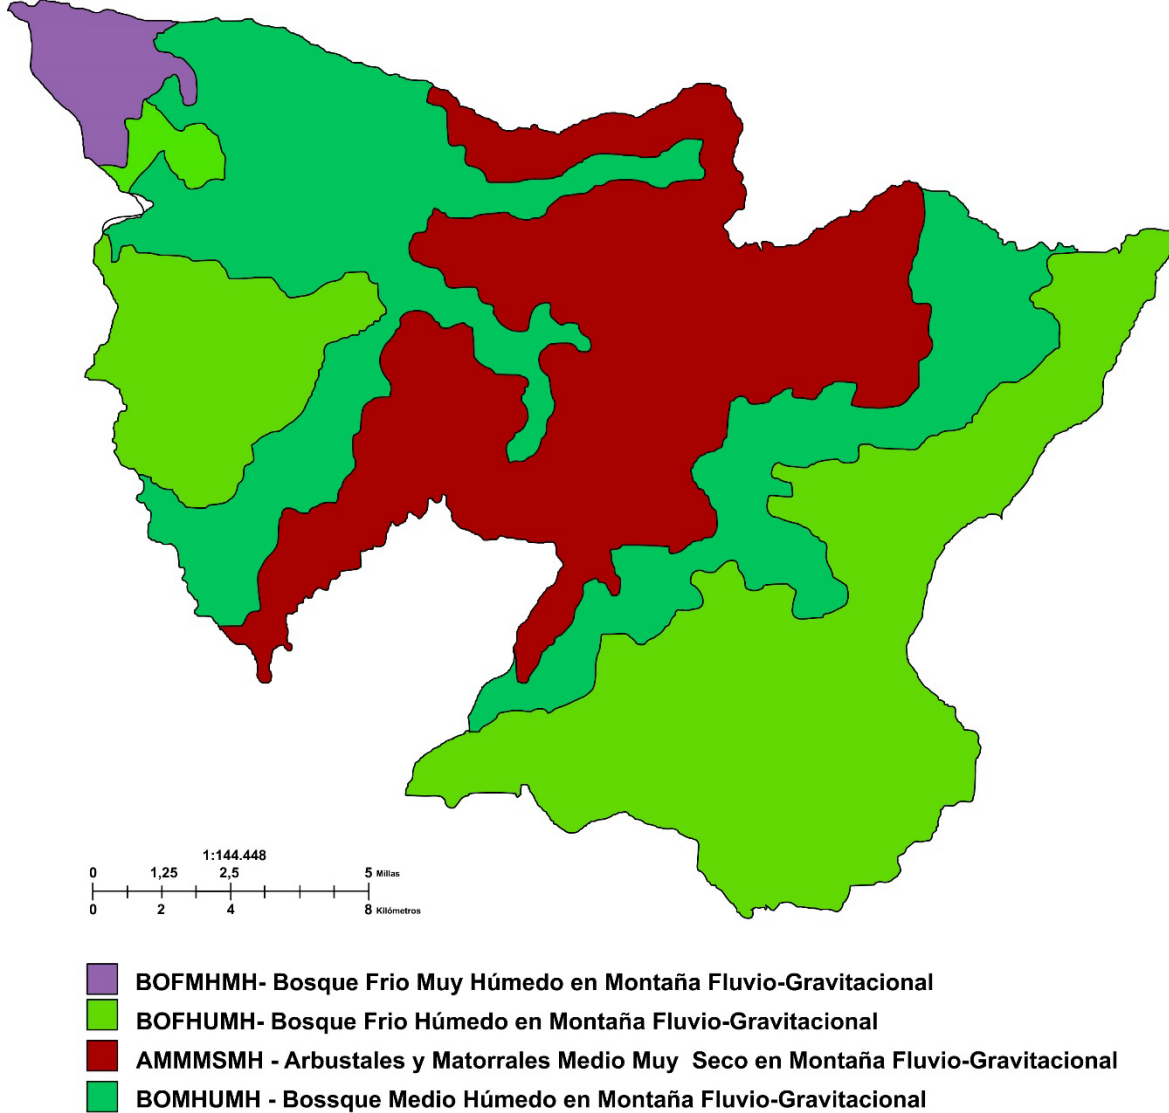 1:144.448
0 1,25 2,5 5 Millas
0 2 4 8 Kilómetros
BOFMHMH- Bosque Frio Muy Húmedo en Montaña Fluvio-Gravitacional
BOFHUMH- Bosque Frio Húmedo en Montaña Fluvio-Gravitacional
AMMMSMH - Arbustales y Matorrales Medio Muy Seco en Montaña Fluvio-Gravitacional
BOMHUMH - Bossque Medio Húmedo en Montaña Fluvio-Gravitacional